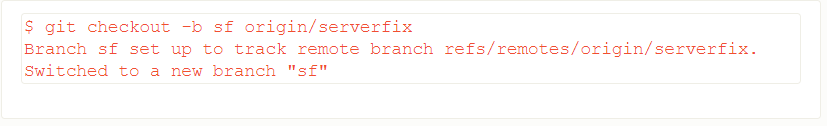 $ git checkout -b sf origin/serverfix
Branch sf set up to track remote branch refs/remotes/origin/serverfix.
Switched to a new branch "sf"